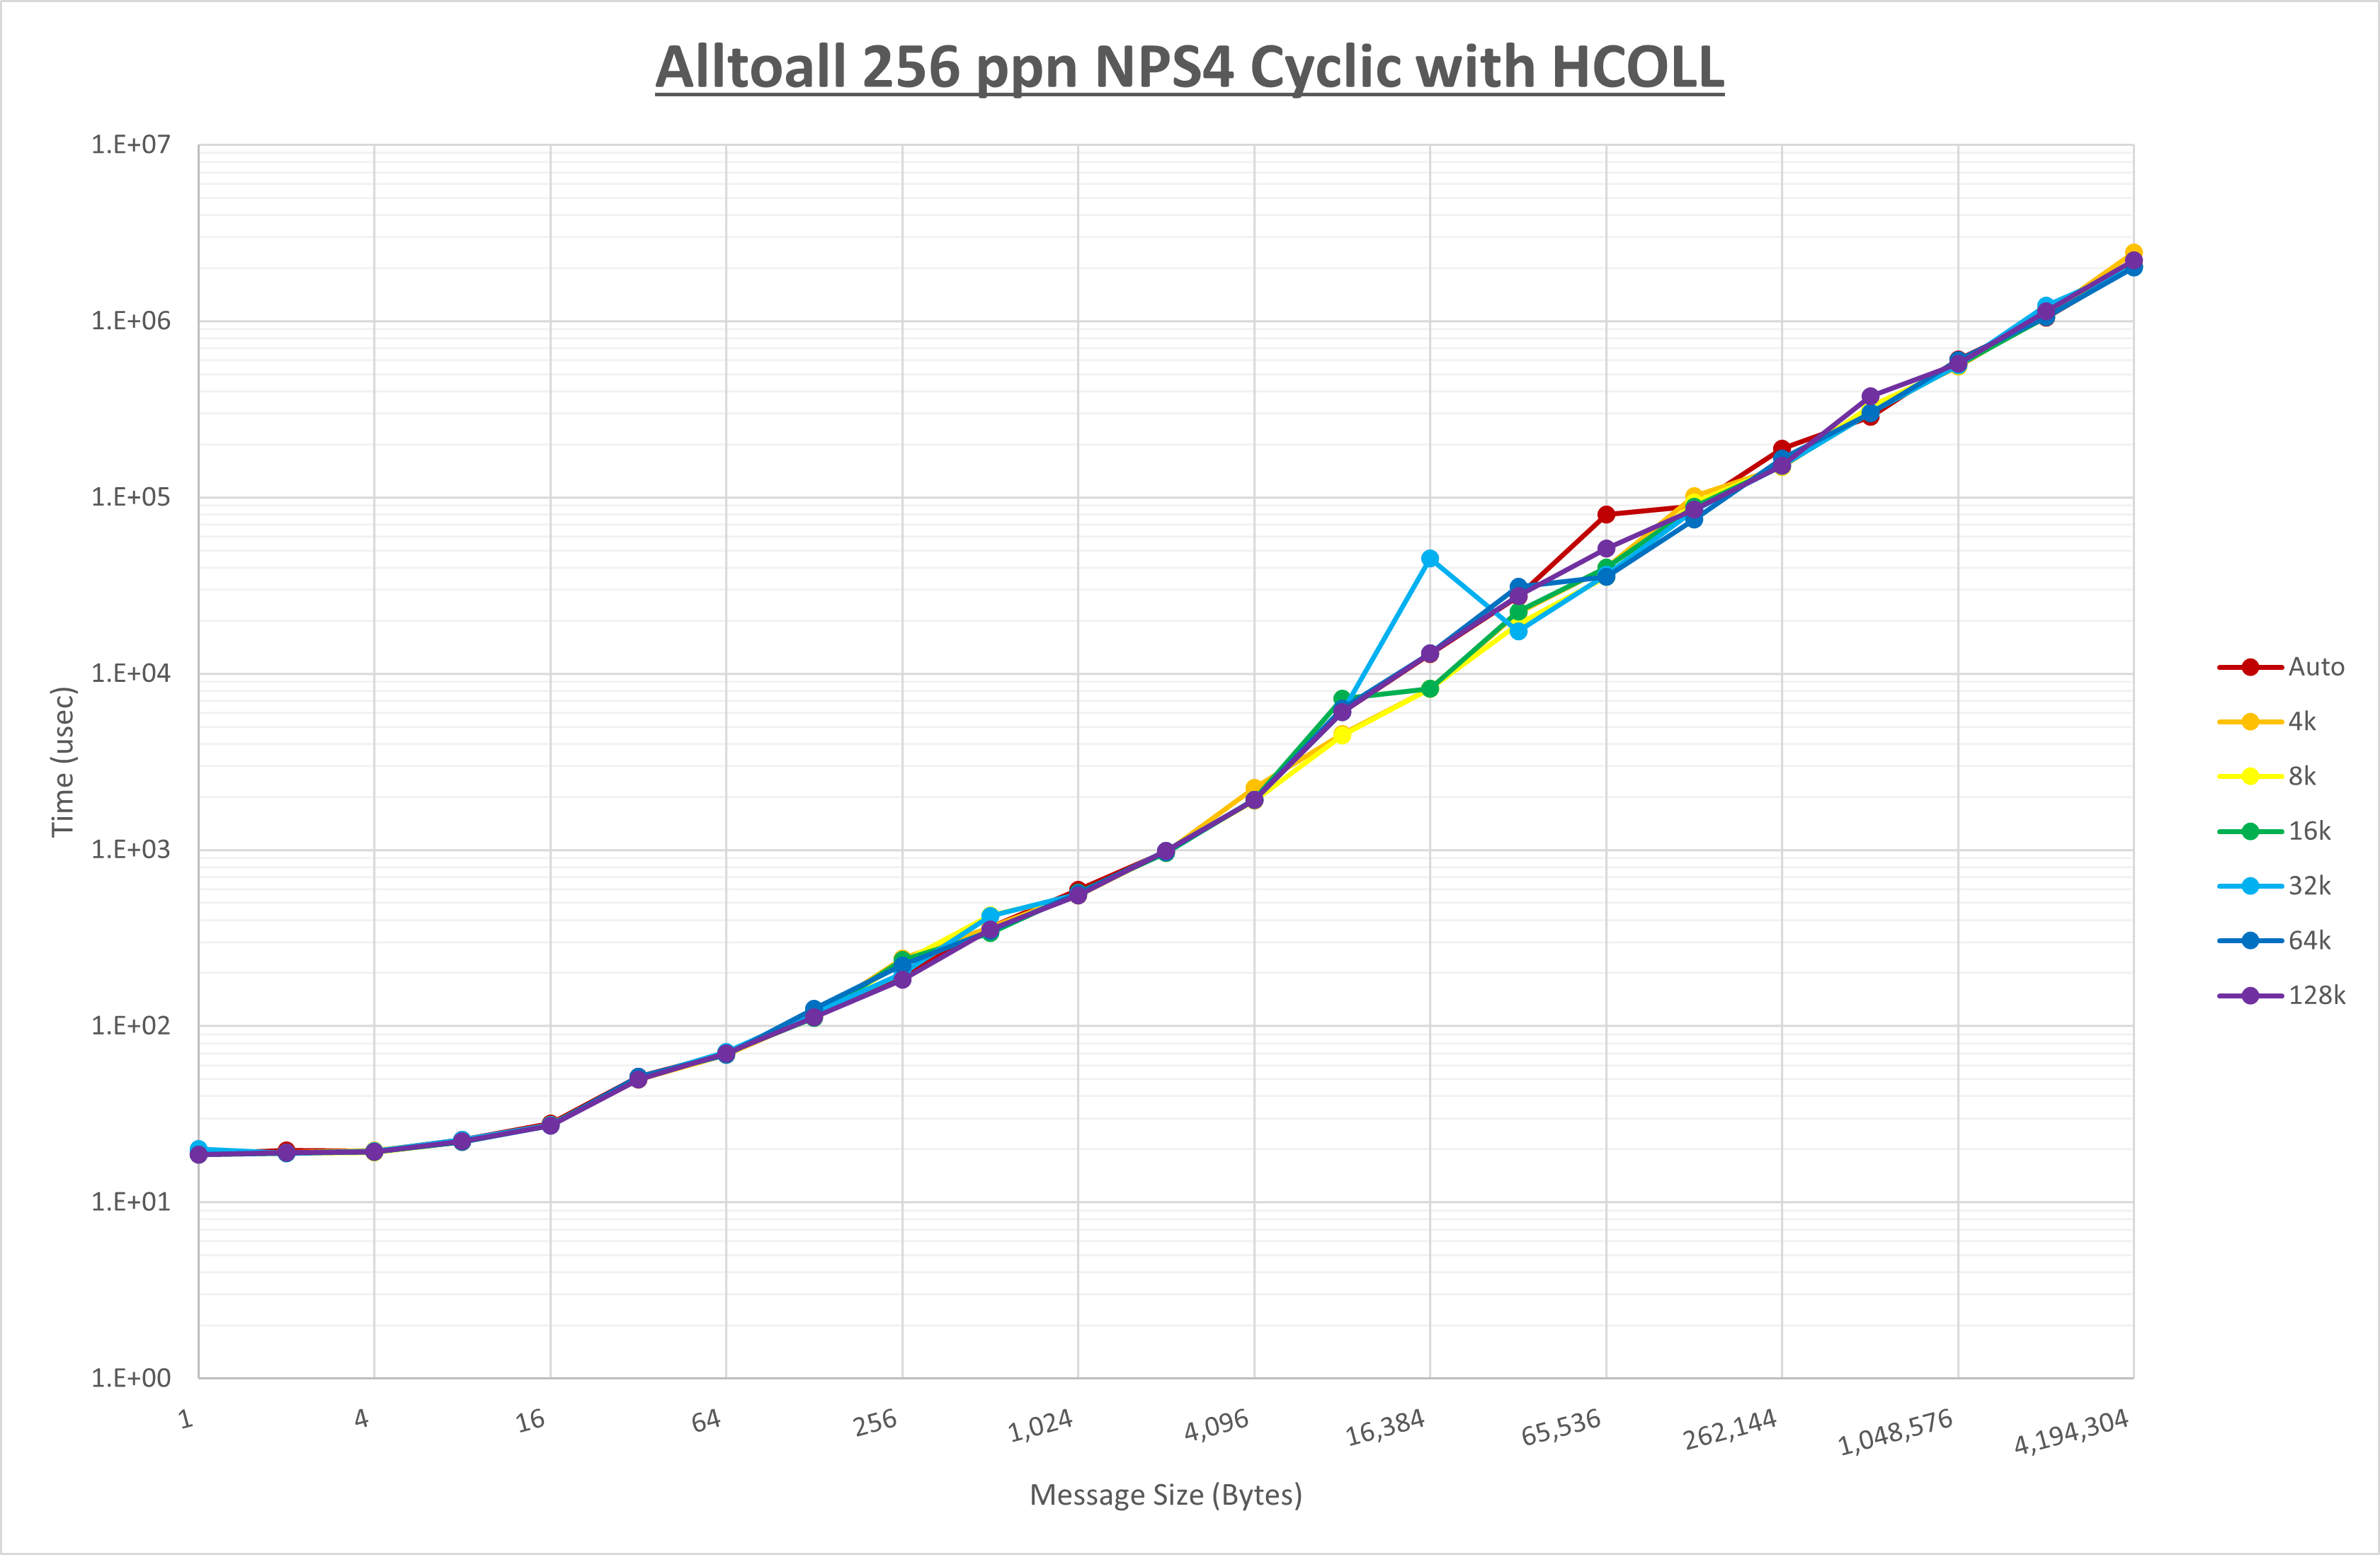 Alltoall 256 ppn NPS4 Cyclic with HCOLL
1.E+07
1.E+06
1.E+05
1.E+04
1.E+03
1.E+02
1.E+01
1.E+00
Time (usec)
1
4
16
64
256
1,024
4,096
16,384
65,536
262,144
1,048,576
4,194,304
Message Size (Bytes)
Auto
4k
8k
16k
32k
64k
128k